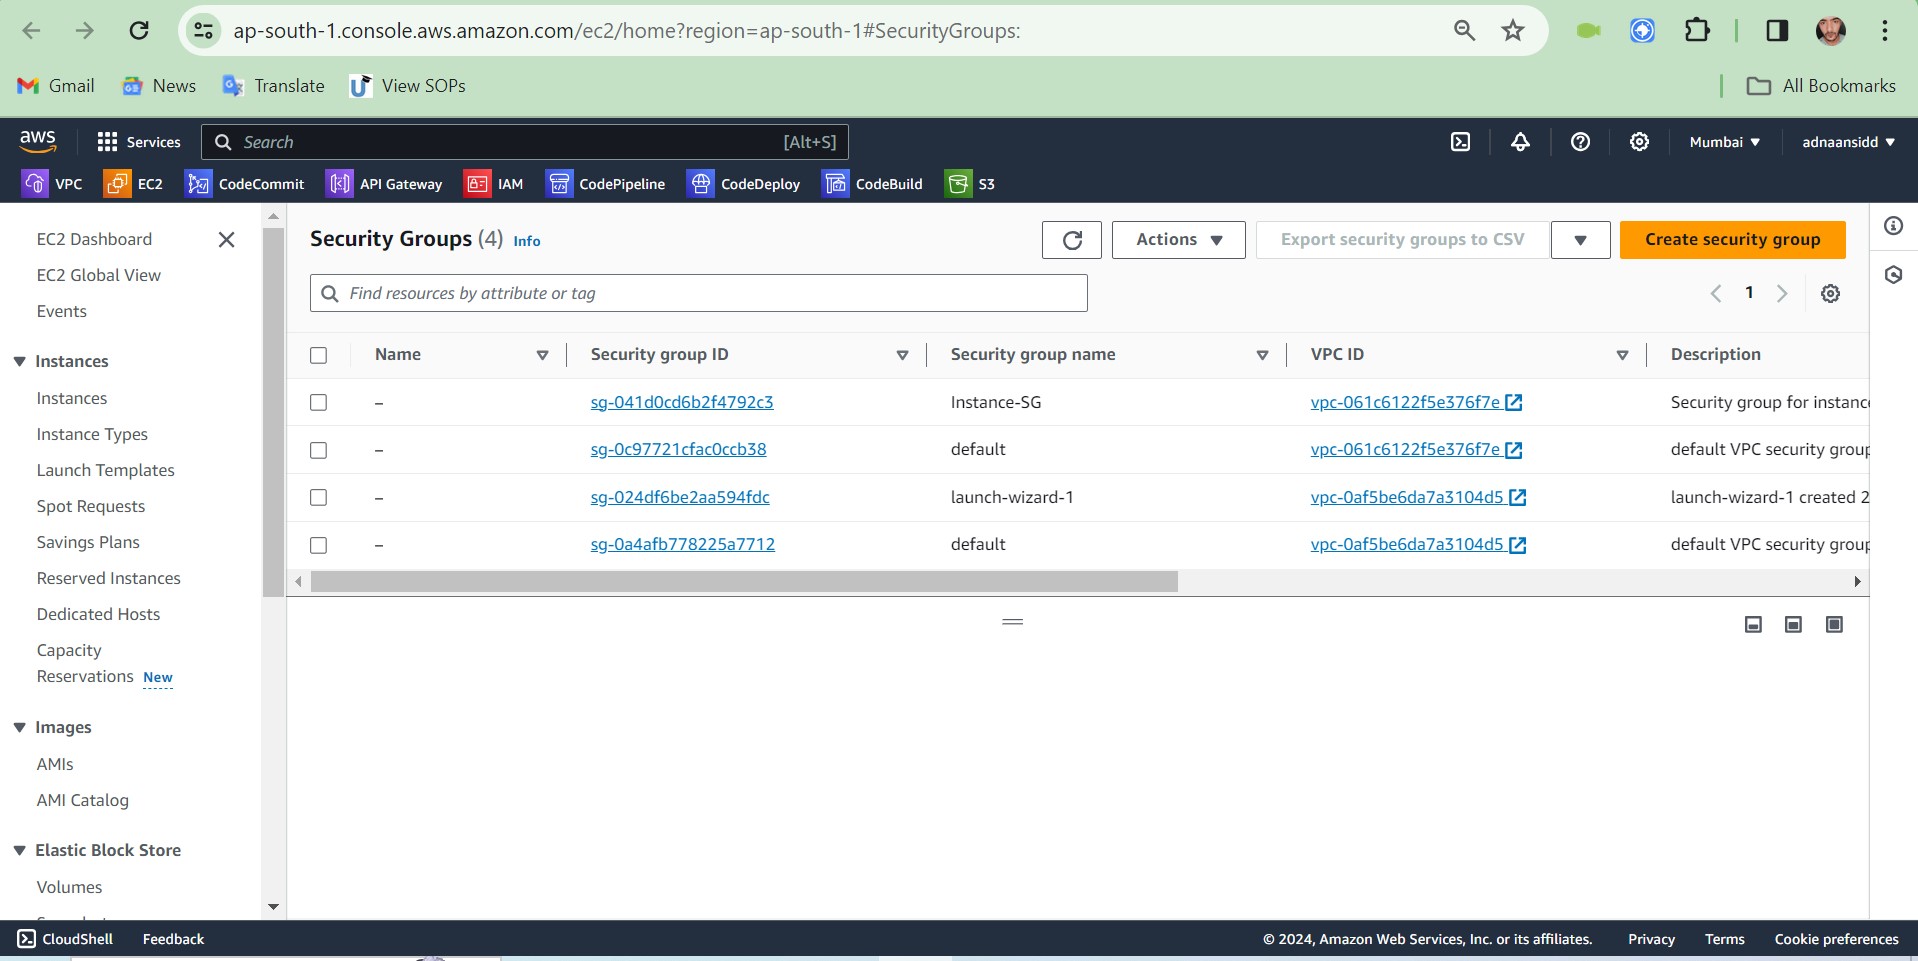 ap-south-1.console.aws.amazon.com/ec2/home?region=ap-south-1#SecurityGroups:
Gmail News Translate View SOPs All Bookmarks
aws Services Search [Alt+S] Mumbai adnaansidd
VPC EC2 CodeCommit API Gateway IAM CodePipeline CodeDeploy CodeBuild S3
EC2 Dashboard
EC2 Global View
Events
Instances
Instances
Instance Types
Launch Templates
Spot Requests
Savings Plans
Reserved Instances
Dedicated Hosts
Capacity
Reservations New
Images
AMIs
AMI Catalog
Elastic Block Store
Volumes
Security Groups (4) Info Actions Export security groups to CSV Create security group
Find resources by attribute or tag 1
Name Security group ID Security group name VPC ID Description
– sg-041d0cd6b2f4792c3 Instance-SG vpc-061c6122f5e376f7e Security group for instanc
– sg-0c97721cfac0ccb38 default vpc-061c6122f5e376f7e default VPC security group
– sg-024df6be2aa594fdc launch-wizard-1 vpc-0af5be6da7a3104d5 launch-wizard-1 created 2
– sg-0a4afb778225a7712 default vpc-0af5be6da7a3104d5 default VPC security group
CloudShell Feedback © 2024, Amazon Web Services, Inc. or its affiliates. Privacy Terms Cookie preferences